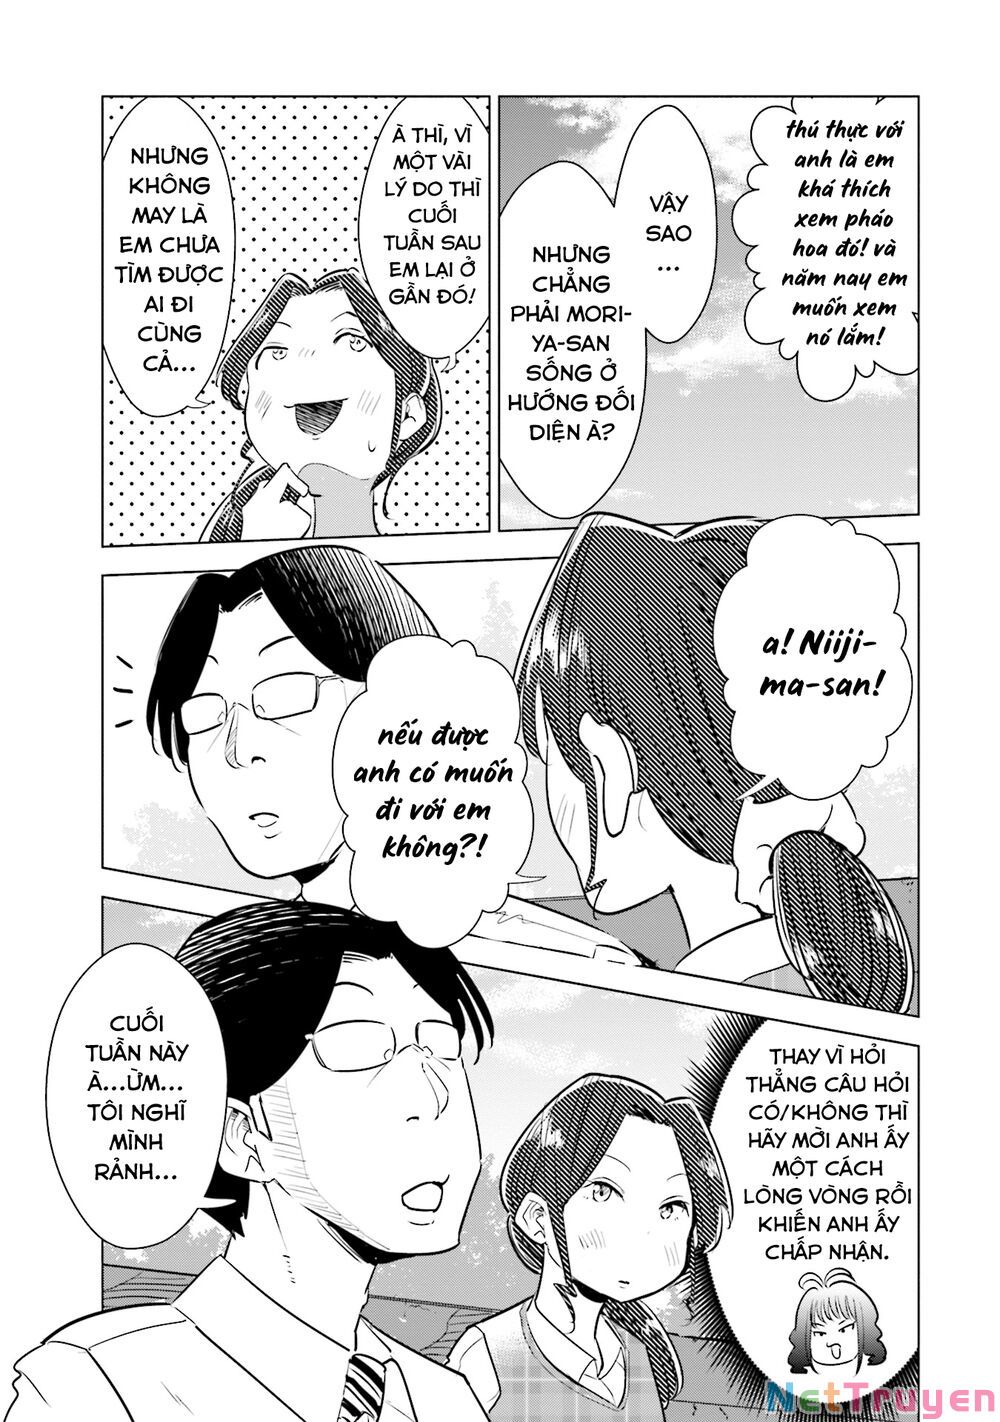 thú thực với
anh là em
khá thích
xem pháo
hoa đó! và
năm nay em
muốn xem
nó lắm!
VẬY
SAO
...
NHƯNG
CHẲNG
PHẢI MORI-
YA-SAN
SỐNG Ở
HƯỚNG ĐỐI
DIỆN À?
À THÌ, VÌ
MỘT VÀI
LÝ DO THÌ
CUỐI
TUẦN SAU
EM LẠI Ở
GẦN ĐÓ!
NHƯNG
KHÔNG
MAY LÀ
EM CHƯA
TÌM ĐƯỢC
AI ĐI
CÙNG
CẢ...
a! Niiji-
ma-san!
nếu được
anh có muốn
đi với em
không?!
THAY VÌ HỎI
THẲNG CÂU HỎI
CÓ/KHÔNG THÌ
HÃY MỜI ANH ẤY
MỘT CÁCH
LÒNG VÒNG RỒI
KHIẾN ANH ẤY
CHẤP NHẬN.
CUỐI
TUẦN NÀY
À...ỪM...
TÔI NGHĨ
MÌNH
RẢNH...
NetTruyen